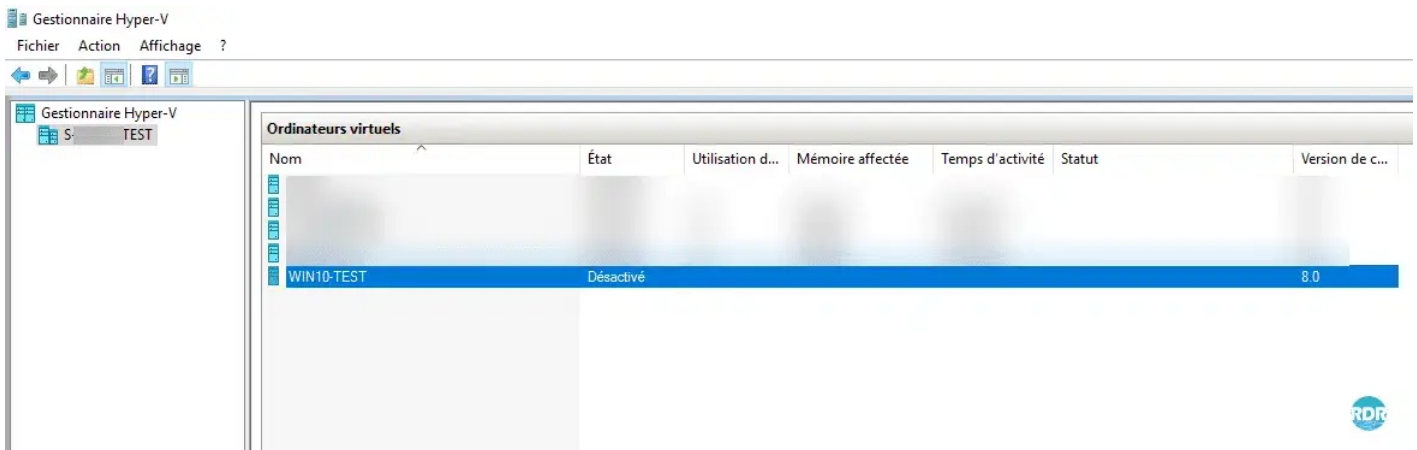 Gestionnaire Hyper-V
Fichier Action Affichage ?
Gestionnaire Hyper-V
S- TEST
Ordinateurs virtuels
Nom État Utilisation d... Mémoire affectée Temps d'activité Statut Version de c...
WIN10-TEST Désactivé 8.0
RDR